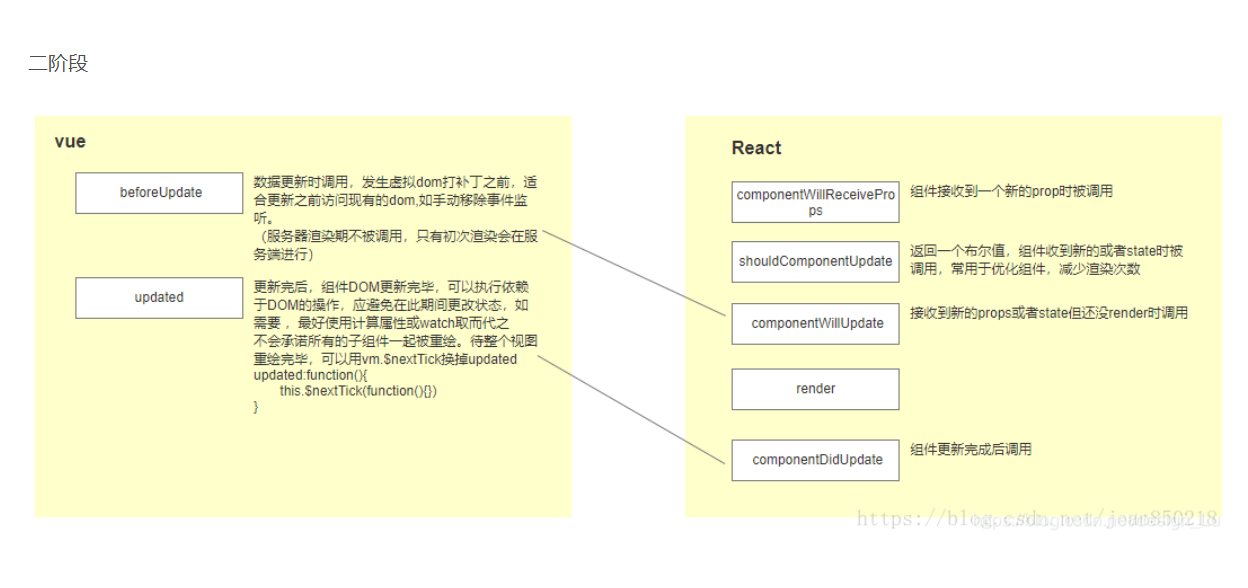 二阶段
vue
beforeUpdate
数据更新时调用，发生虚拟dom打补丁之前，适
合更新之前访问现有的dom,如手动移除事件监
听。
（服务器渲染期不被调用，只有初次渲染会在服
务端进行）
updated
更新完后，组件DOM更新完毕，可以执行依赖
于DOM的操作，应避免在此期间更改状态，如
需要 ，最好使用计算属性或watch取而代之
不会承诺所有的子组件一起被重绘。待整个视图
重绘完毕，可以用vm.$nextTick换掉updated
updated:function(){
this.$nextTick(function(){})
}
React
componentWillReceivePro
ps
组件接收到一个新的prop时被调用
shouldComponentUpdate
返回一个布尔值，组件收到新的或者state时被
调用，常用于优化组件，减少渲染次数
componentWillUpdate
接收到新的props或者state但还没render时调用
render
componentDidUpdate
组件更新完成后调用
https://blog.csdn.net/jean850218